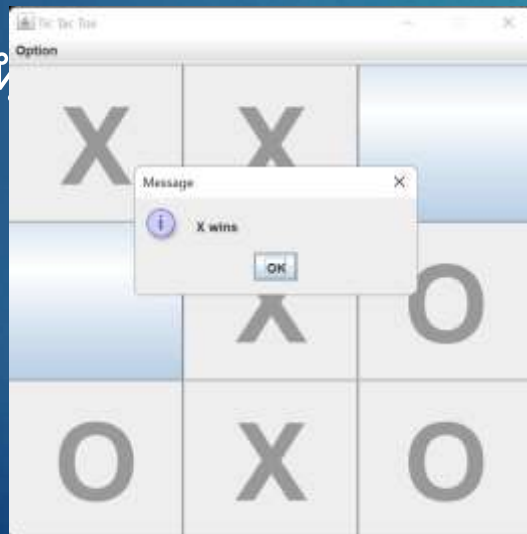 Tic Tac Toe
Option
X X
Message
X wins
OK
X O
O X O